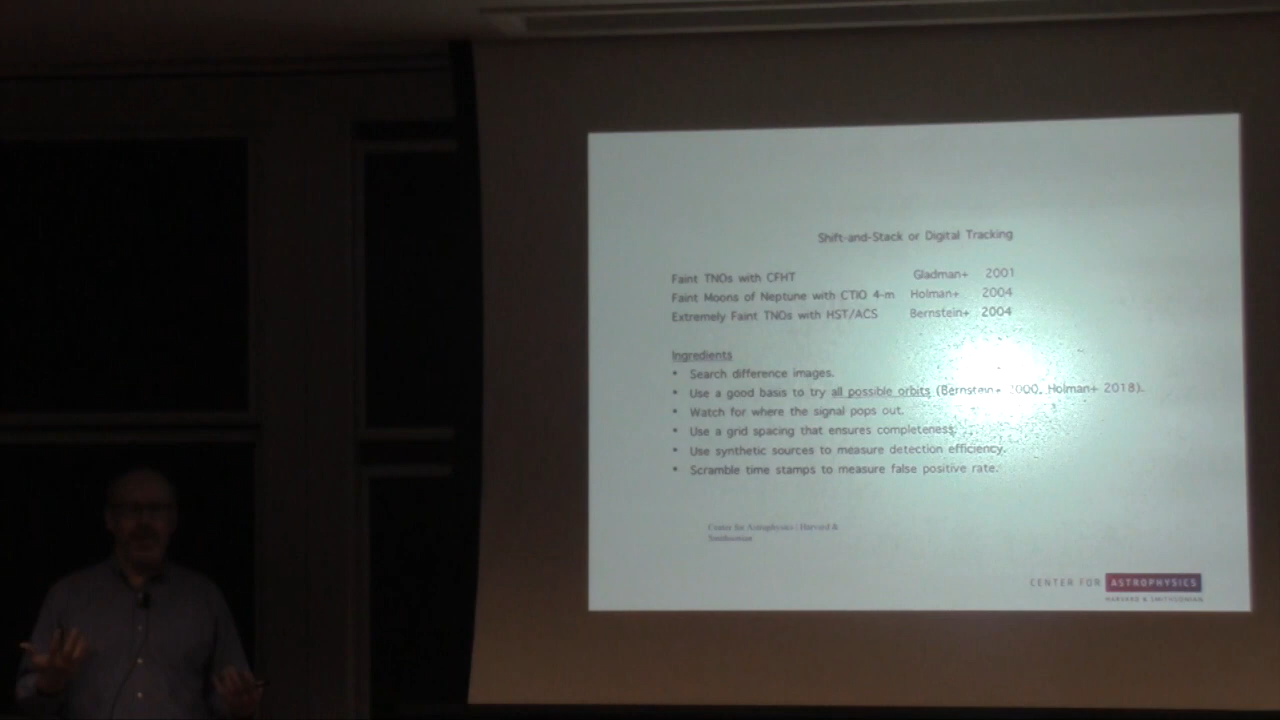 Shift-and-Stack or Digital Tracking
Faint TNOs with CFHT Gladman+ 2001
Faint Moons of Neptune with CTIO 4-m Holman+ 2004
Extremely Faint TNOs with HST/ACS Bernstein+ 2004
Ingredients
• Search difference images.
• Use a good basis to try all possible orbits (Bernstein+ Holman+ 2018).
• Watch for where the signal pops out.
• Use a grid spacing that ensures completeness.
• Use synthetic sources to measure detection efficiency.
• Scramble time stamps to measure false positive rate.
Center for Astrophysics | Harvard &
Smithsonian
CENTER FOR ASTROPHYSICS
HARVARD & SMITHSONIAN